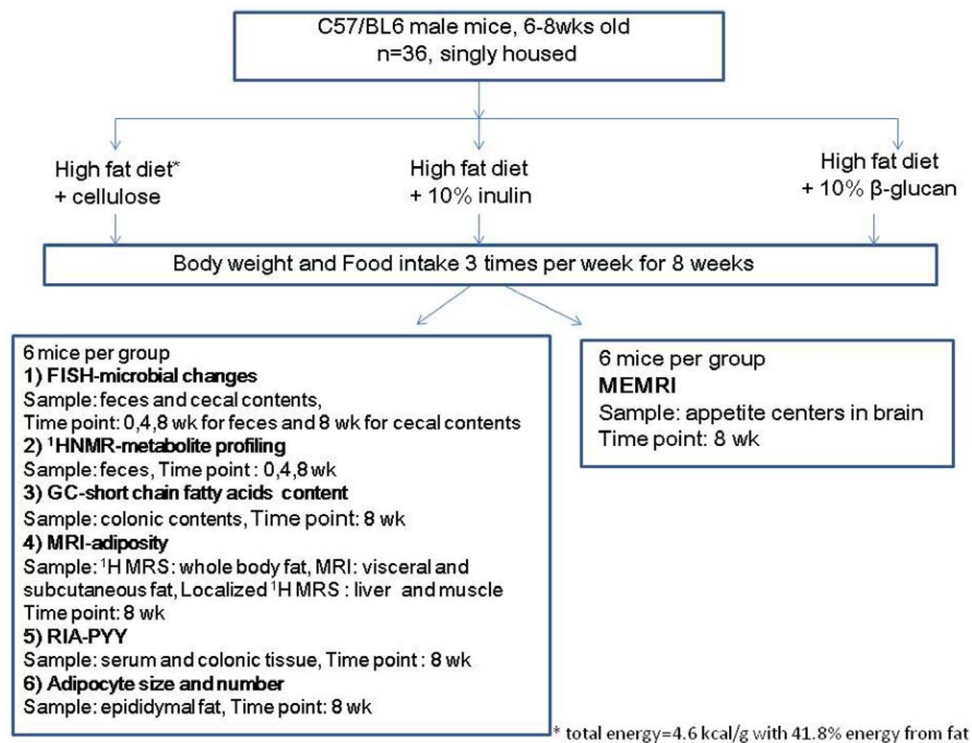 C57/BL6 male mice, 6-8wks old
n=36, singly housed
High fat diet*
+ cellulose
High fat diet
+ 10% inulin
High fat diet
+ 10% β-glucan
Body weight and Food intake 3 times per week for 8 weeks
6 mice per group
1) FISH-microbial changes
Sample: feces and cecal contents,
Time point: 0,4,8 wk for feces and 8 wk for cecal contents
2) ¹HNMR-metabolite profiling
Sample: feces, Time point : 0,4,8 wk
3) GC-short chain fatty acids content
Sample: colonic contents, Time point: 8 wk
4) MRI-adiposity
Sample: ¹H MRS: whole body fat, MRI: visceral and
subcutaneous fat, Localized ¹H MRS : liver and muscle
Time point: 8 wk
5) RIA-PYY
Sample: serum and colonic tissue, Time point : 8 wk
6) Adipocyte size and number
Sample: epididymal fat, Time point: 8 wk
6 mice per group
MEMRI
Sample: appetite centers in brain
Time point: 8 wk
* total energy=4.6 kcal/g with 41.8% energy from fat